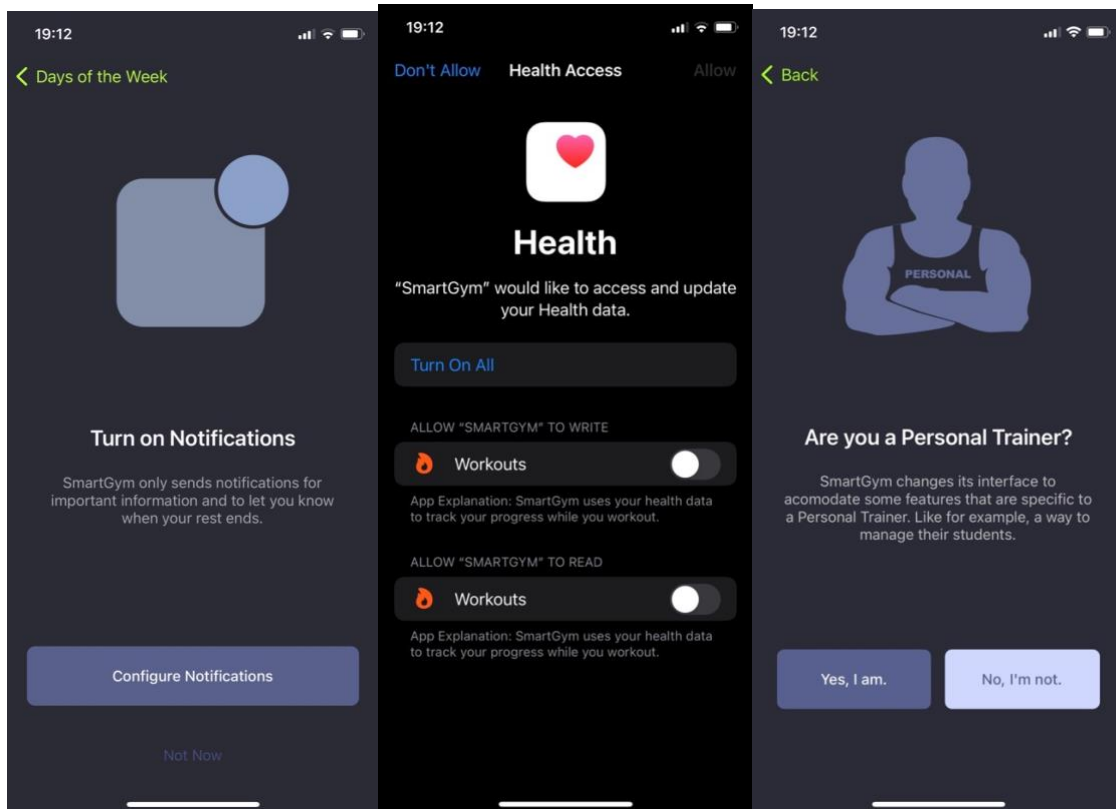 19:12
Days of the Week
Turn on Notifications
SmartGym only sends notifications for
important information and to let you know
when your rest ends.
Configure Notifications
Not Now
19:12
Don't Allow
Health Access
Allow
Health
“SmartGym” would like to access and update
your Health data.
Turn On All
ALLOW “SMARTGYM” TO WRITE
Workouts
App Explanation: SmartGym uses your health data
to track your progress while you workout.
ALLOW “SMARTGYM” TO READ
Workouts
App Explanation: SmartGym uses your health data
to track your progress while you workout.
19:12
Back
PERSONAL
Are you a Personal Trainer?
SmartGym changes its interface to
acomodate some features that are specific to
a Personal Trainer. Like for example, a way to
manage their students.
Yes, I am.
No, I'm not.